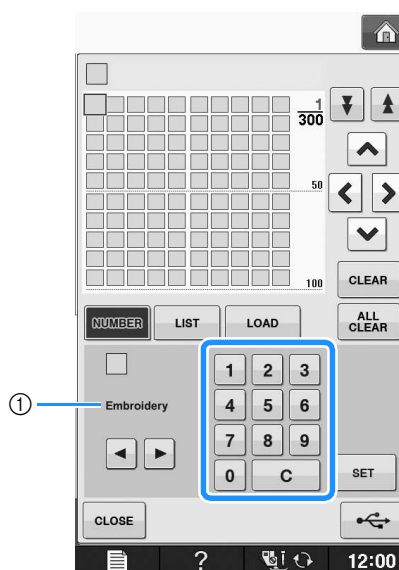 1
300
50
100
CLEAR
NUMBER LIST LOAD
ALL
CLEAR
1 2 3
① Embroidery
4 5 6
7 8 9
0 C
SET
CLOSE
? 12:00